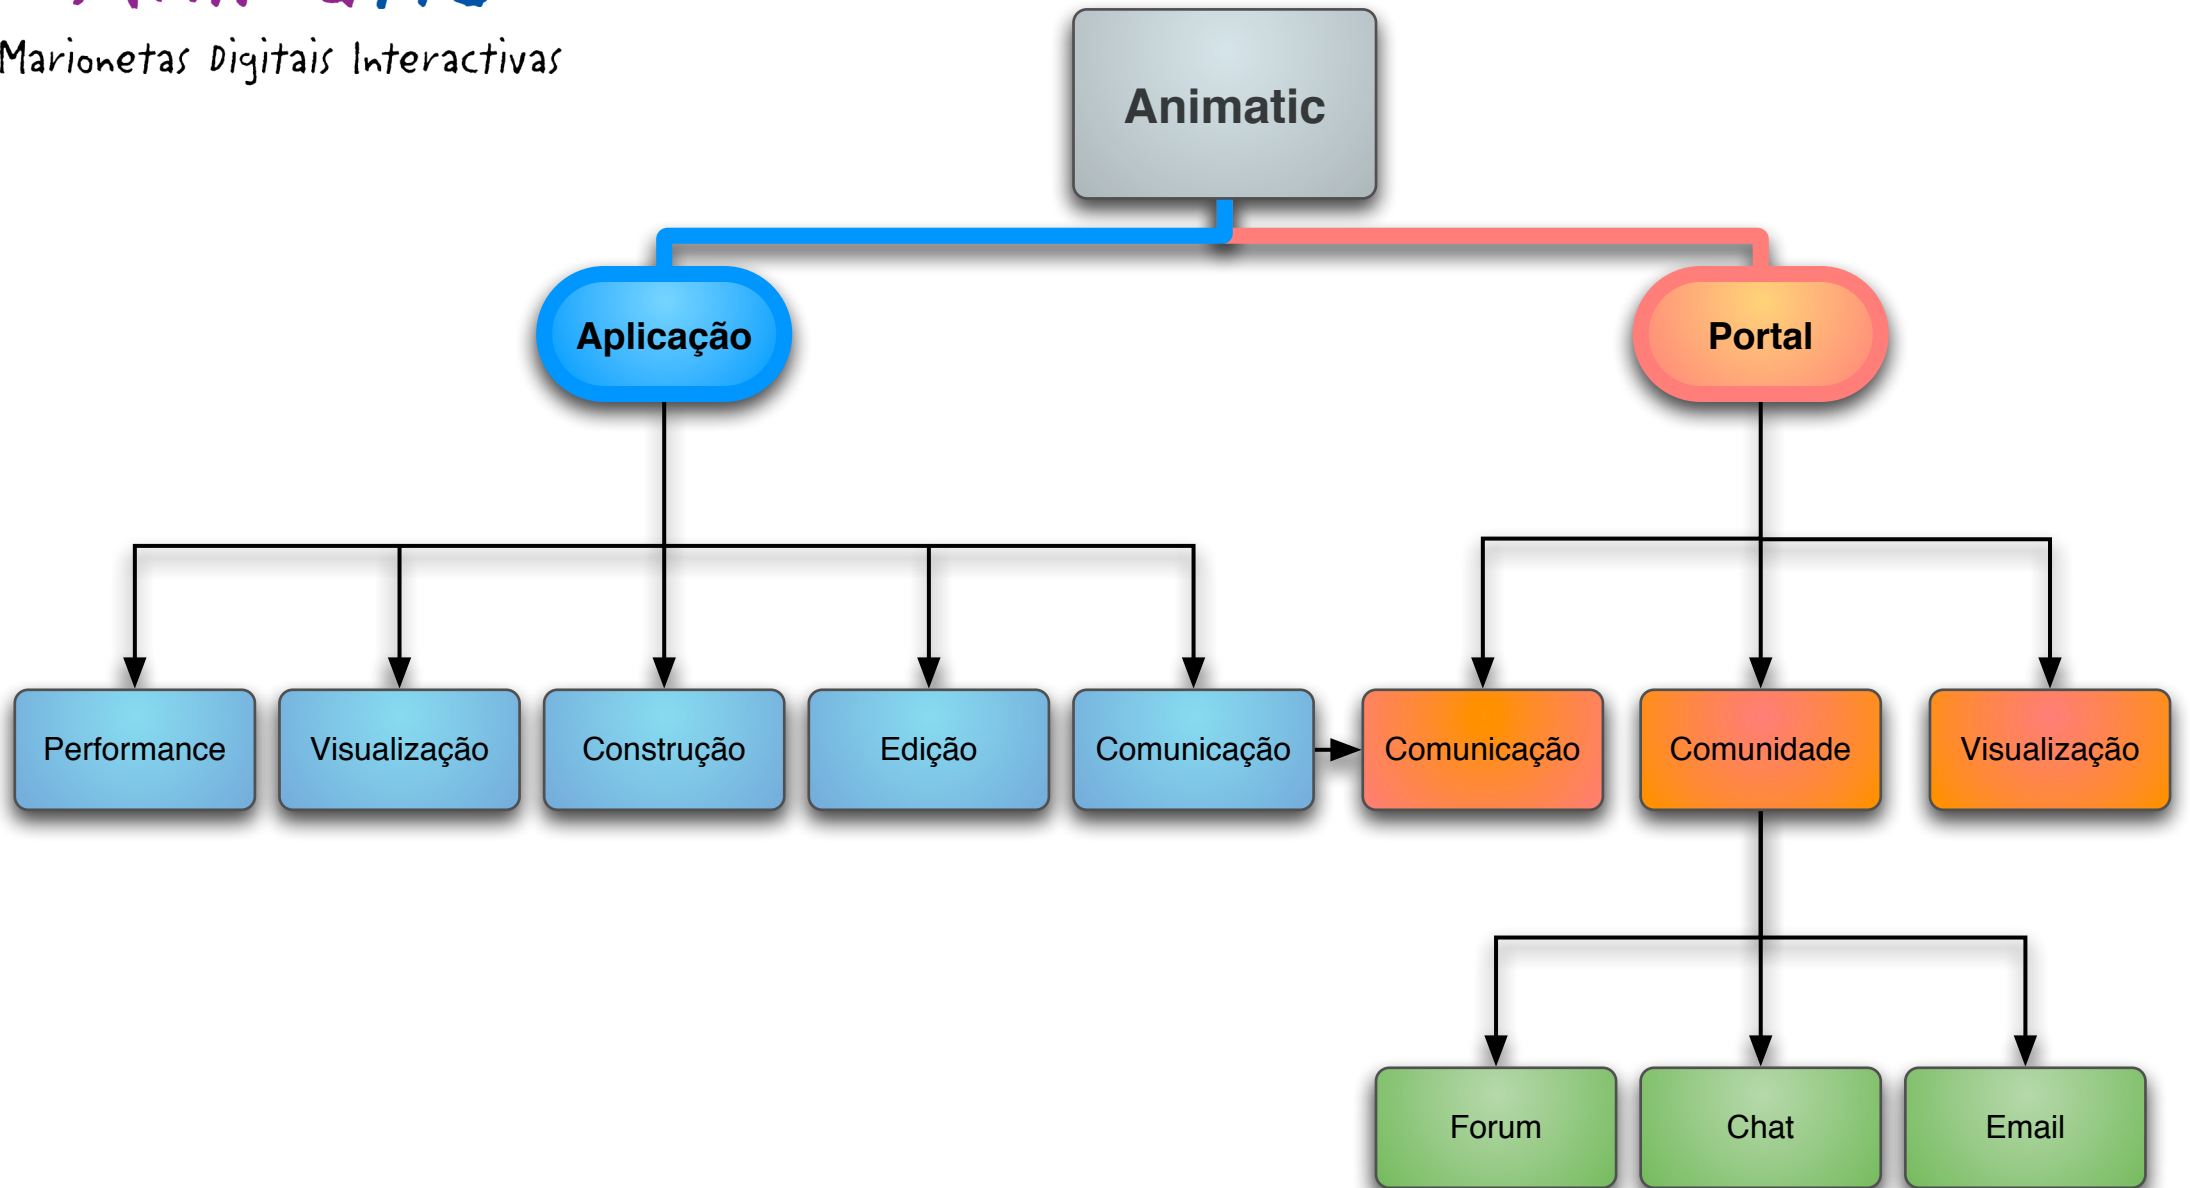 Marionetas Digitais Interactivas
Animatic
Aplicação
Portal
Performance
Visualização
Construção
Edição
Comunicação
Comunicação
Comunidade
Visualização
Forum
Chat
Email